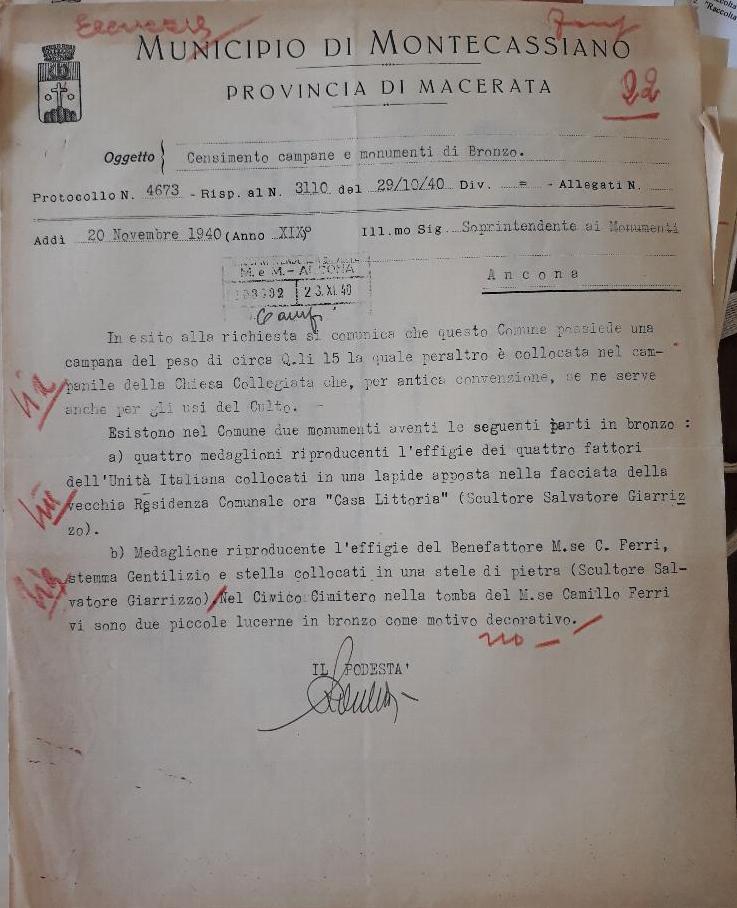 22
MUNICIPIO DI MONTECASSIANO
PROVINCIA DI MACERATA
Oggetto Censimento campane e monumenti di Bronzo.
Protocollo N. 4673 - Risp. al N. 3110 del 29/10/40 Div. = - Allegati N.
Addì 20 Novembre 1940 (Anno XIX° Ill.mo Sig. Soprintendente ai Monumenti
Ancona
M. e M. - ANCONA
23.XI.40
In esito alla richiesta si comunica che questo Comune possiede una
campana del peso di circa Q.li 15 la quale peraltro è collocata nel cam-
panile della Chiesa Collegiata che, per antica convenzione, se ne serve
anche per gli usi del Culto. -
Esistono nel Comune due monumenti aventi le seguenti parti in bronzo :
a) quattro medaglioni riproducenti l'effigie dei quattro fattori
dell'Unità Italiana collocati in una lapide apposta nella facciata della
vecchia Residenza Comunale ora "Casa Littoria" (Scultore Salvatore Giarriz
zo).
b) Medaglione riproducente l'effigie del Benefattore M.se C. Ferri,
stemma Gentilizio e stella collocati in una stele di pietra (Scultore Sal-
vatore Giarrizzo) Nel Civico Cimitero nella tomba del M.se Camillo Ferri
vi sono due piccole lucerne in bronzo come motivo decorativo.
no
IL PODESTA'